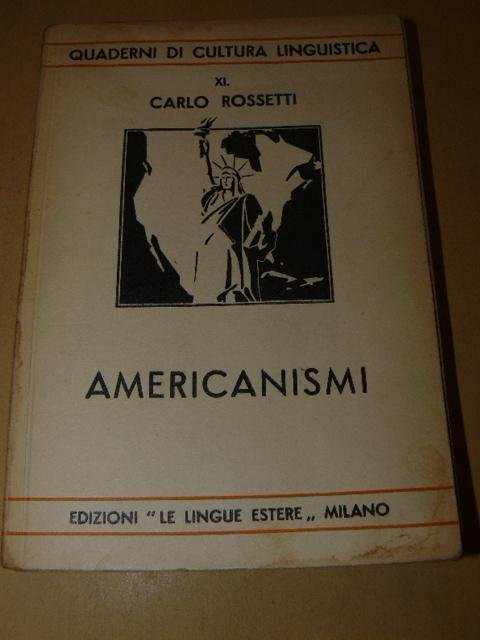 QUADERNI DI CULTURA LINGUISTICA
XI.
CARLO ROSSETTI
AMERICANISMI
EDIZIONI "LE LINGUE ESTERE„ MILANO